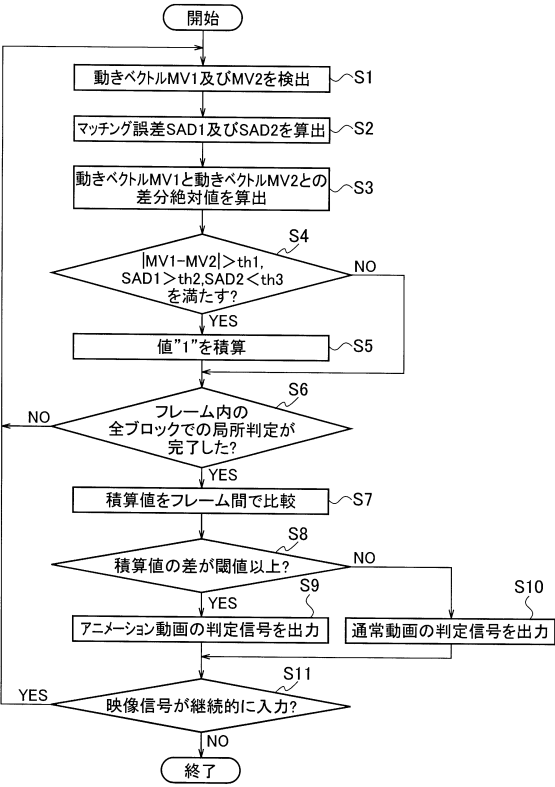 開始
動きベクトルMV1及びMV2を検出
S1
マッチング誤差SAD1及びSAD2を算出
S2
動きベクトルMV1と動きベクトルMV2との
差分絶対値を算出
S3
S4
|MV1-MV2|>th1,
SAD1>th2,SAD2<th3
を満たす?
NO
YES
値"1"を積算
S5
S6
フレーム内の
全ブロックでの局所判定が
完了した?
NO
YES
積算値をフレーム間で比較
S7
S8
積算値の差が閾値以上?
NO
YES
S9
アニメーション動画の判定信号を出力
S10
通常動画の判定信号を出力
S11
映像信号が継続的に入力?
YES
NO
終了